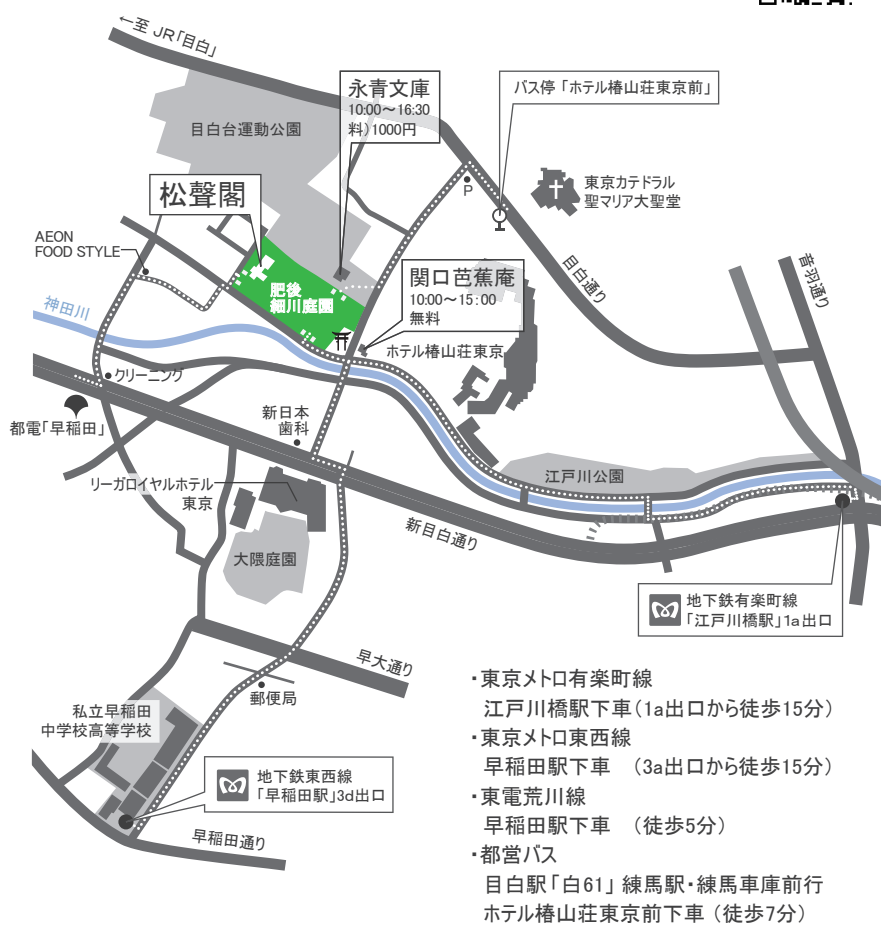 ←至 JR「目白」
永青文庫
10:00～16:30
料)1000円
バス停 「ホテル椿山荘東京前」
目白台運動公園
松聲閣
P
東京カテドラル
聖マリア大聖堂
AEON
FOOD STYLE
目白通り
音羽通り
関口芭蕉庵
10:00～15:00
無料
肥後
細川庭園
神田川
ホテル椿山荘東京
クリーニング
都電「早稲田」
新日本
歯科
リーガロイヤルホテル
東京
江戸川公園
新目白通り
大隈庭園
地下鉄有楽町線
「江戸川橋駅」1a出口
早大通り
郵便局
私立早稲田
中学校高等学校
地下鉄東西線
「早稲田駅」3d出口
早稲田通り
・東京メトロ有楽町線
江戸川橋駅下車(1a出口から徒歩15分)
・東京メトロ東西線
早稲田駅下車 (3a出口から徒歩15分)
・東電荒川線
早稲田駅下車 (徒歩5分)
・都営バス
目白駅「白61」 練馬駅・練馬車庫前行
ホテル椿山荘東京前下車 (徒歩7分)